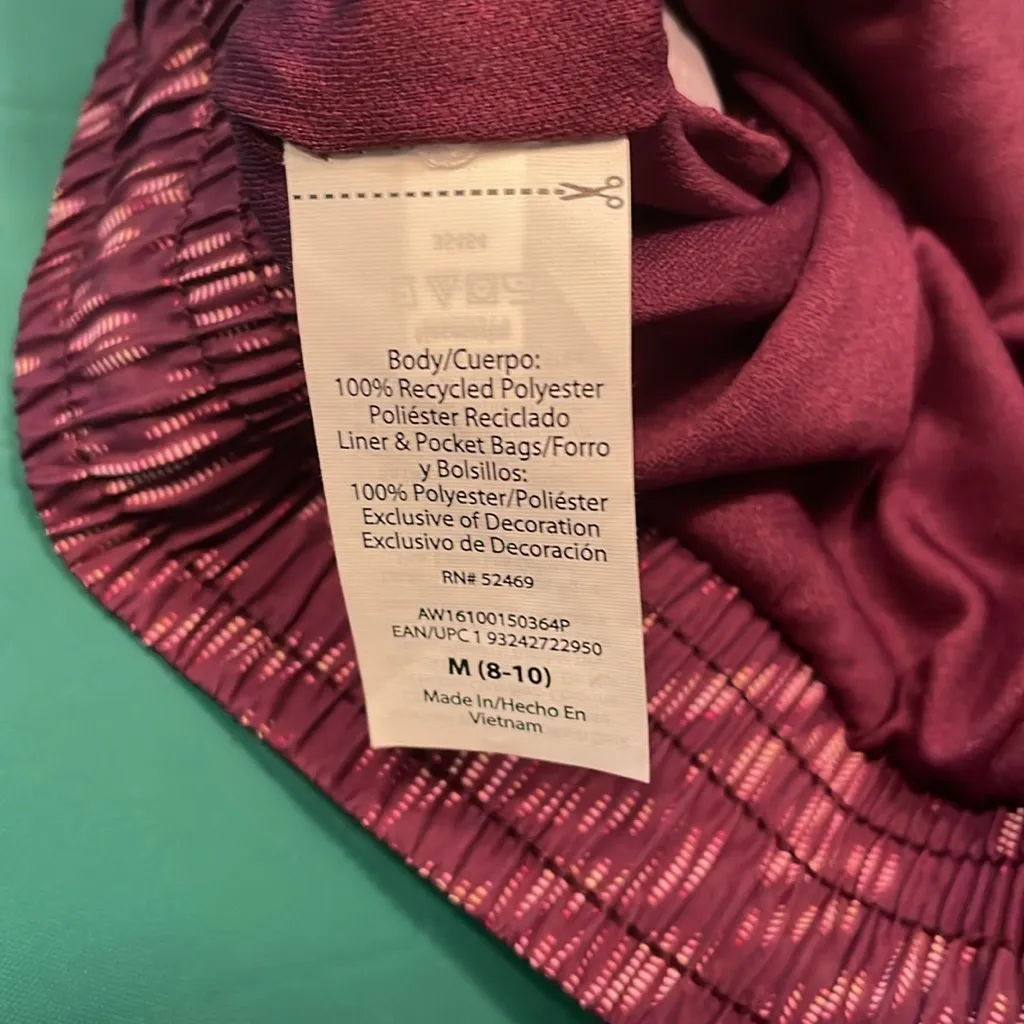 Body/Cuerpo:
100% Recycled Polyester
Poliéster Reciclado
Liner & Pocket Bags/Forro
y Bolsillos:
100% Polyester/Poliéster
Exclusive of Decoration
Exclusivo de Decoración
RN# 52469
AW16100150364P
EAN/UPC 1 93242722950
M (8-10)
Made In/Hecho En
Vietnam